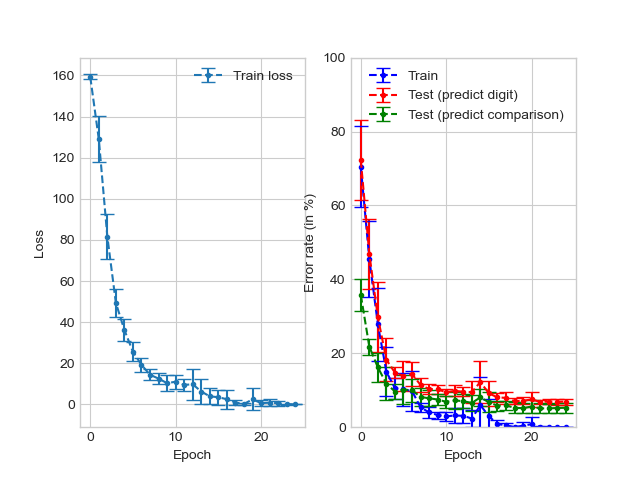 160
140
120
100
80
60
40
20
0
Loss
0
10
20
Epoch
Train loss
100
80
60
40
20
0
Error rate (in %)
0
10
20
Epoch
Train
Test (predict digit)
Test (predict comparison)